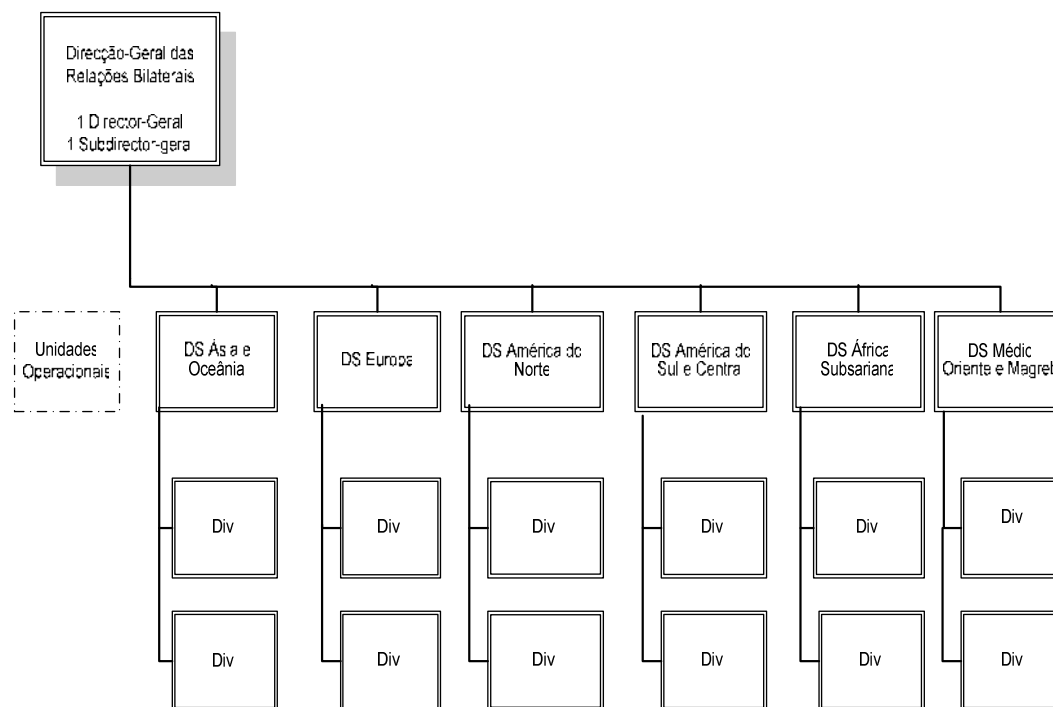 Direcção-Geral das
Relações Bilaterais
1 Director-Geral
1 Subdirector-geral
Unidades
Operacionais
DS Ásia e
Oceânia
DS Europa
DS América do
Norte
DS América do
Sul e Central
DS África
Subsariana
DS Médio
Oriente e Magreb
Div
Div
Div
Div
Div
Div
Div
Div
Div
Div
Div
Div